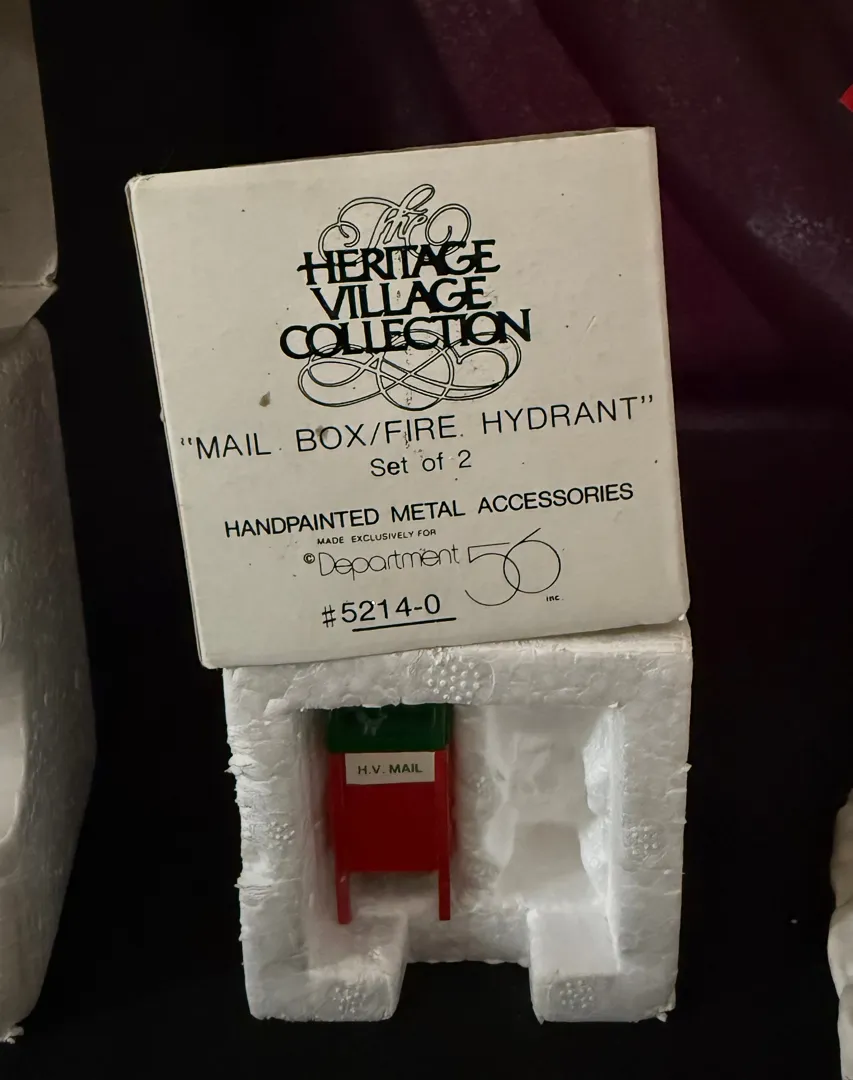 The
HERITAGE
VILLAGE
COLLECTION
"MAIL BOX/FIRE HYDRANT"
Set of 2
HANDPAINTED METAL ACCESSORIES
MADE EXCLUSIVELY FOR
©Department 56 inc.
#5214-0
H.V. MAIL